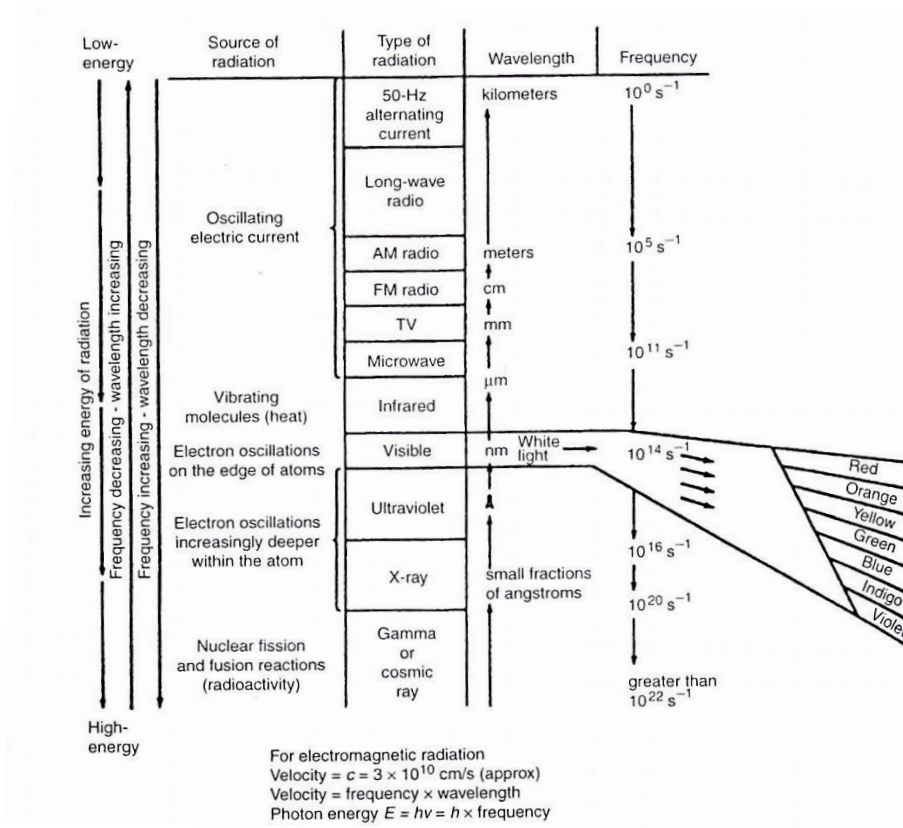 Low-
energy
Source of
radiation
Type of
radiation
Wavelength
Frequency
50-Hz
alternating
current
kilometers
10⁰ s⁻¹
Long-wave
radio
Oscillating
electric current
AM radio
meters
10⁵ s⁻¹
FM radio
cm
TV
mm
Microwave
10¹¹ s⁻¹
μm
Vibrating
molecules (heat)
Infrared
Electron oscillations
on the edge of atoms
Visible
nm
White
light
10¹⁴ s⁻¹
Red
Orange
Yellow
Green
Blue
Indigo
Violet
Ultraviolet
Å
Electron oscillations
increasingly deeper
within the atom
10¹⁶ s⁻¹
X-ray
small fractions
of angstroms
10²⁰ s⁻¹
Nuclear fission
and fusion reactions
(radioactivity)
Gamma
or
cosmic
ray
greater than
10²² s⁻¹
Increasing energy of radiation
Frequency decreasing - wavelength increasing
Frequency increasing - wavelength decreasing
High-
energy
For electromagnetic radiation
Velocity = c = 3 × 10¹⁰ cm/s (approx)
Velocity = frequency × wavelength
Photon energy E = hν = h × frequency